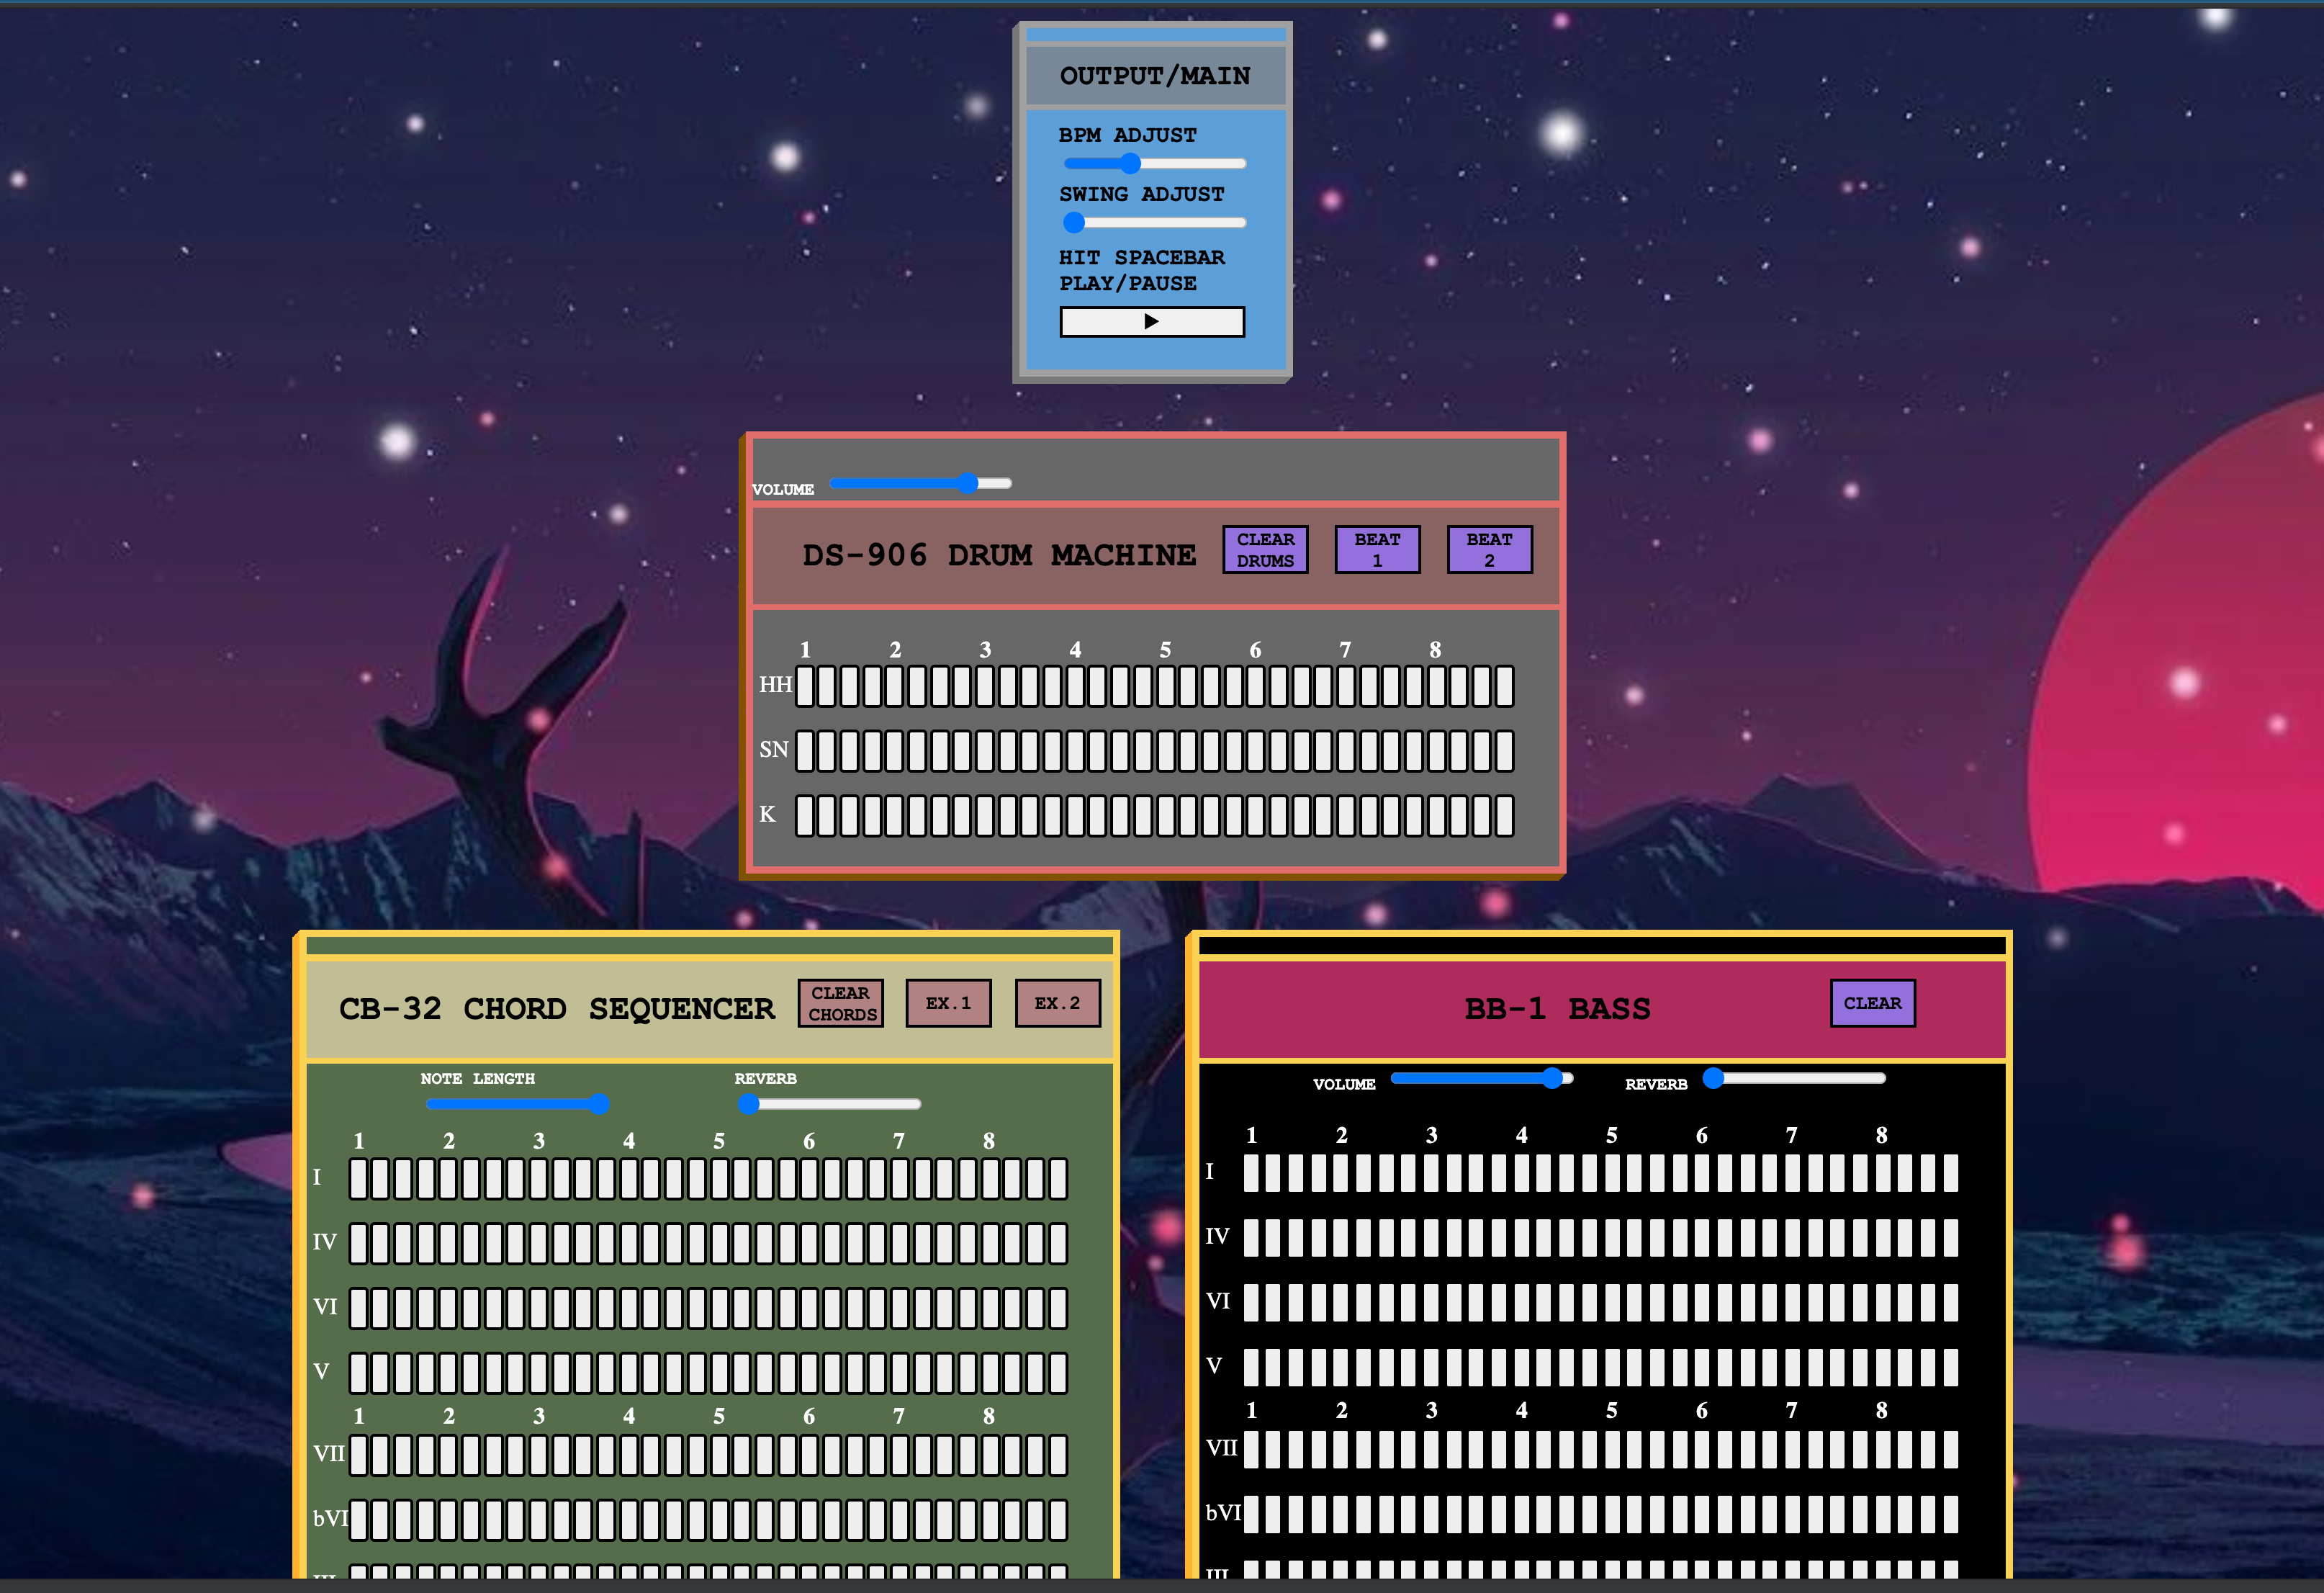 OUTPUT/MAIN
BPM ADJUST
SWING ADJUST
HIT SPACEBAR
PLAY/PAUSE
VOLUME
DS-906 DRUM MACHINE
CLEAR
DRUMS
BEAT
1
BEAT
2
1 2 3 4 5 6 7 8
HH
SN
K
CB-32 CHORD SEQUENCER
CLEAR
CHORDS
EX.1
EX.2
NOTE LENGTH
REVERB
1 2 3 4 5 6 7 8
I
IV
VI
V
1 2 3 4 5 6 7 8
VII
bVI
BB-1 BASS
CLEAR
VOLUME
REVERB
1 2 3 4 5 6 7 8
I
IV
VI
V
1 2 3 4 5 6 7 8
VII
bVI